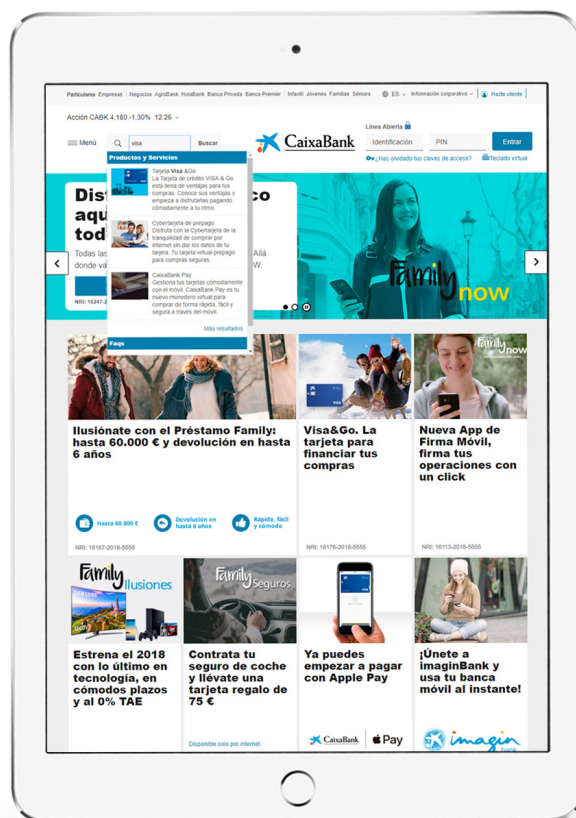 Particulares Empresas | Negocios AgroBank HolaBank Banca Privada Banca Premier | Infantil Jóvenes Familias Séniors ES Información corporativa Hazte cliente
Acción CABK 4,180 -1,30% 12:26
Línea Abierta
Menú visa Buscar CaixaBank Identificación PIN Entrar
¿Has olvidado tus claves de acceso? Teclado virtual
Productos y Servicios
Tarjeta Visa &Go
La Tarjeta de crédito VISA & Go
está llena de ventajas para tus
compras. Conoce sus ventajas y
empieza a disfrutarlas pagando
cómodamente a tu ritmo.
Cybertarjeta de prepago
Disfruta con la Cybertarjeta de la
tranquilidad de comprar por
internet sin dar los datos de tu
tarjeta. Tu tarjeta virtual prepago
para compras seguras.
CaixaBank Pay
Gestiona tus tarjetas cómodamente
con el móvil. CaixaBank Pay es tu
nuevo monedero virtual para
comprar de forma rápida, fácil y
segura a través del móvil.
Más resultados
Faqs
Family now
Family now
Ilusiónate con el Préstamo Family:
hasta 60.000 € y devolución en hasta
6 años
Hasta 60.000 €
Devolución en
hasta 6 años
Rápido, fácil
y cómodo
NRI: 16167-2018-5555
VISA
Visa&Go. La
tarjeta para
financiar tus
compras
NRI: 16176-2018-5555
Nueva App de
Firma Móvil,
firma tus
operaciones con
un click
NRI: 16113-2018-5555
Family Ilusiones
SAMSUNG
Estrena el 2018
con lo último en
tecnología, en
cómodos plazos
y al 0% TAE
Family Seguros
Contrata tu
seguro de coche
y llévate una
tarjeta regalo de
75 €
Disponible solo por internet.
Ya puedes
empezar a pagar
con Apple Pay
CaixaBank Pay
¡Únete a
imaginBank y
usa tu banca
móvil al instante!
imagin
bank